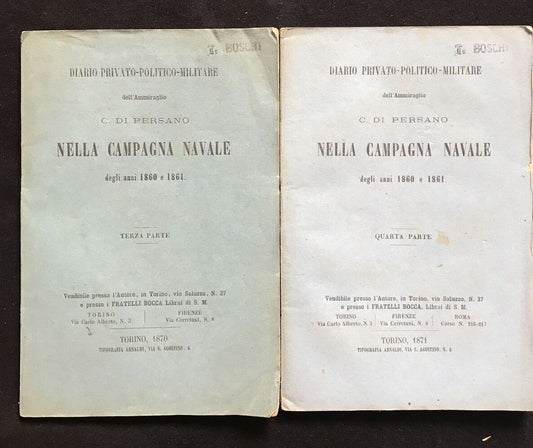 L. BOSCHI
DIARIO PRIVATO-POLITICO-MILITARE
dell'Ammiraglio
C. DI PERSANO
NELLA CAMPAGNA NAVALE
degli anni 1860 e 1861.
TERZA PARTE
Vendibile presso l'Autore, in Torino, via Saluzzo, N. 37
e presso i FRATELLI BOCCA Librai di S. M.
TORINO
Via Carlo Alberto, N. 3
FIRENZE
Via Cerretani, N. 8
TORINO, 1870
TIPOGRAFIA ARNALDI, VIA S. AGOSTINO, 4
L. BOSCHI
DIARIO PRIVATO-POLITICO-MILITARE
dell'Ammiraglio
C. DI PERSANO
NELLA CAMPAGNA NAVALE
degli anni 1860 e 1861
QUARTA PARTE
Vendibile presso l'Autore, in Torino, via Saluzzo, N. 37
e presso i FRATELLI BOCCA Librai di S. M.
TORINO
Via Carlo Alberto, N. 3
FIRENZE
Via Cerretani, N. 8
ROMA
Corso N.
TORINO, 1871
TIPOGRAFIA ARNALDI, VIA S. AGOSTINO, 4